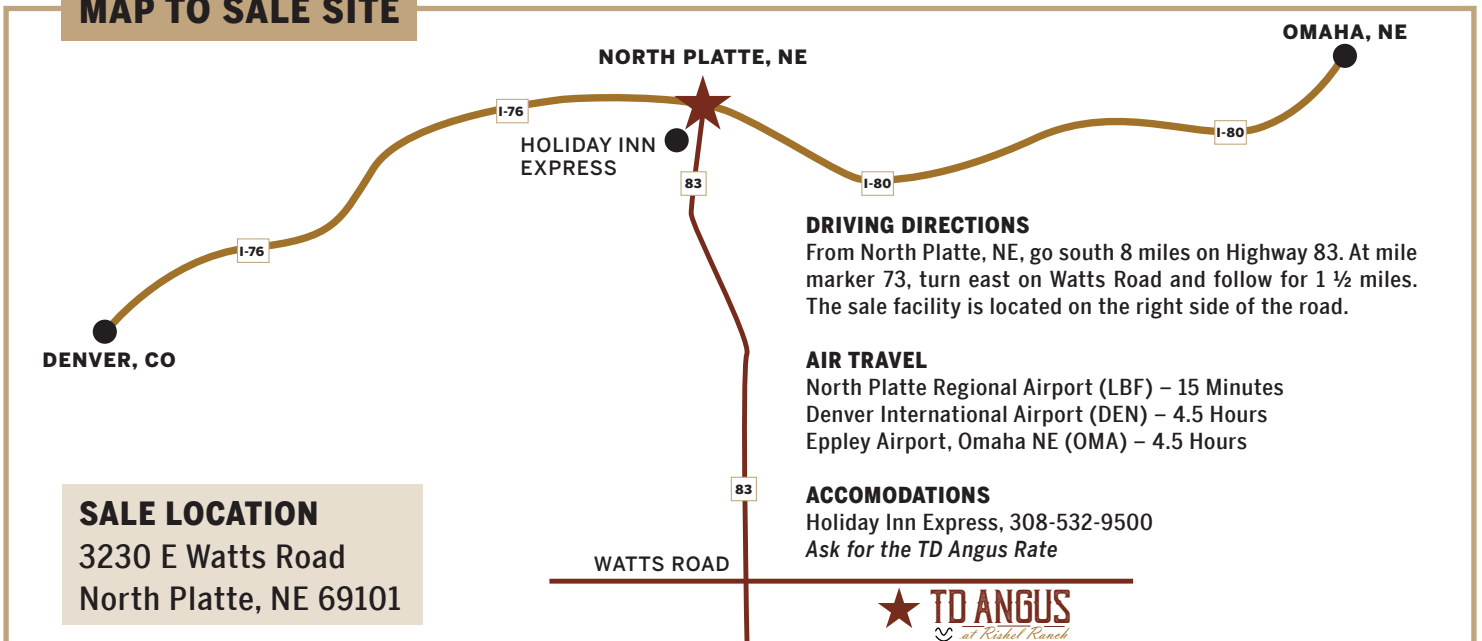 MAP TO SALE SITE
OMAHA, NE
NORTH PLATTE, NE
I-76
HOLIDAY INN
EXPRESS
I-80
83
I-80
I-76
DENVER, CO
DRIVING DIRECTIONS
From North Platte, NE, go south 8 miles on Highway 83. At mile
marker 73, turn east on Watts Road and follow for 1 ½ miles.
The sale facility is located on the right side of the road.
AIR TRAVEL
North Platte Regional Airport (LBF) – 15 Minutes
Denver International Airport (DEN) – 4.5 Hours
Eppley Airport, Omaha NE (OMA) – 4.5 Hours
83
ACCOMODATIONS
Holiday Inn Express, 308-532-9500
Ask for the TD Angus Rate
SALE LOCATION
3230 E Watts Road
North Platte, NE 69101
WATTS ROAD
TD ANGUS
at Rishel Ranch